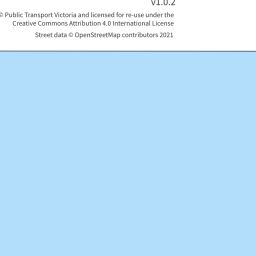 v1.0.2
© Public Transport Victoria and licensed for re-use under the
Creative Commons Attribution 4.0 International License
Street data © OpenStreetMap contributors 2021